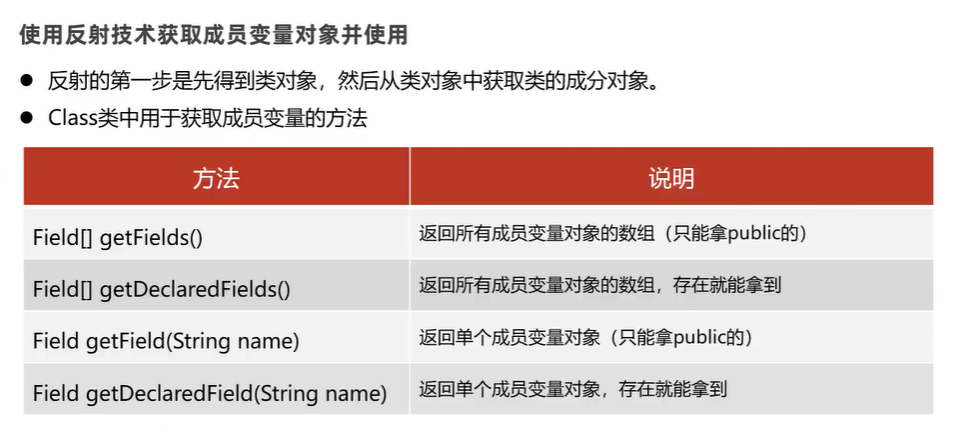 使用反射技术获取成员变量对象并使用
● 反射的第一步是先得到类对象，然后从类对象中获取类的成分对象。
● Class类中用于获取成员变量的方法
方法 说明
Field[] getFields() 返回所有成员变量对象的数组（只能拿public的）
Field[] getDeclaredFields() 返回所有成员变量对象的数组，存在就能拿到
Field getField(String name) 返回单个成员变量对象（只能拿public的）
Field getDeclaredField(String name) 返回单个成员变量对象，存在就能拿到